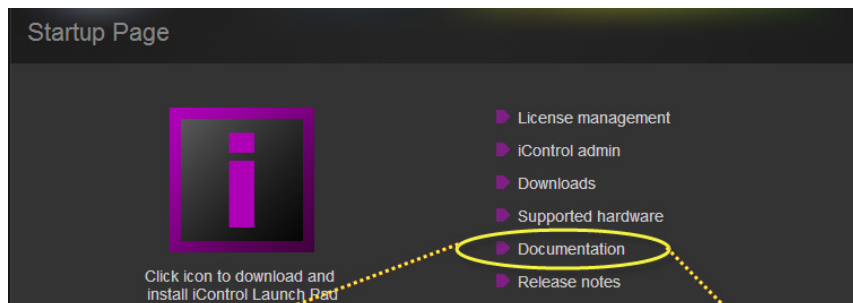 Startup Page
License management
iControl admin
Downloads
Supported hardware
Documentation
Release notes
Click icon to download and
install iControl Launch Pad